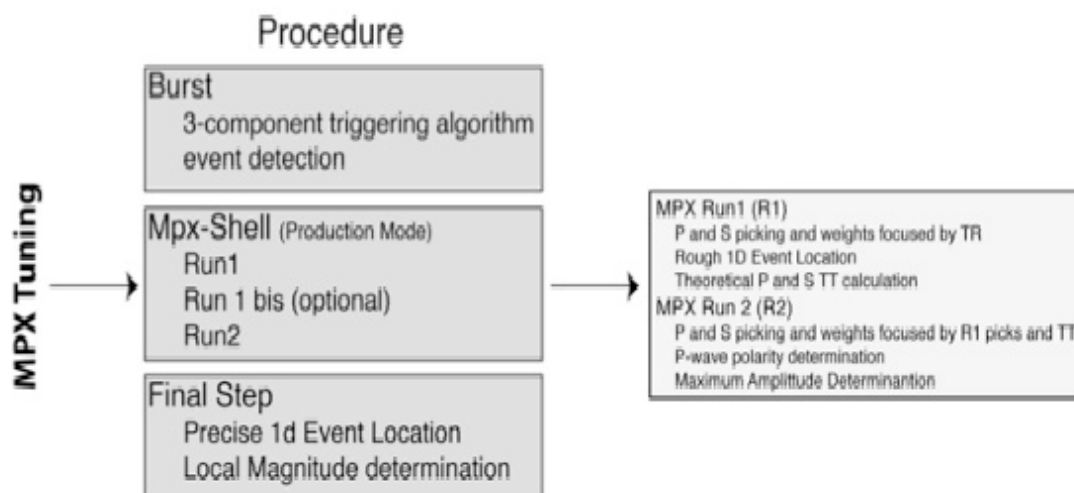 Procedure
MPX Tuning
Burst
3-component triggering algorithm
event detection
Mpx-Shell (Production Mode)
Run1
Run 1 bis (optional)
Run2
Final Step
Precise 1d Event Location
Local Magnitude determination
MPX Run1 (R1)
P and S picking and weights focused by TR
Rough 1D Event Location
Theoretical P and S TT calculation
MPX Run 2 (R2)
P and S picking and weights focused by R1 picks and TT
P-wave polarity determination
Maximum Amplittude Determinantion